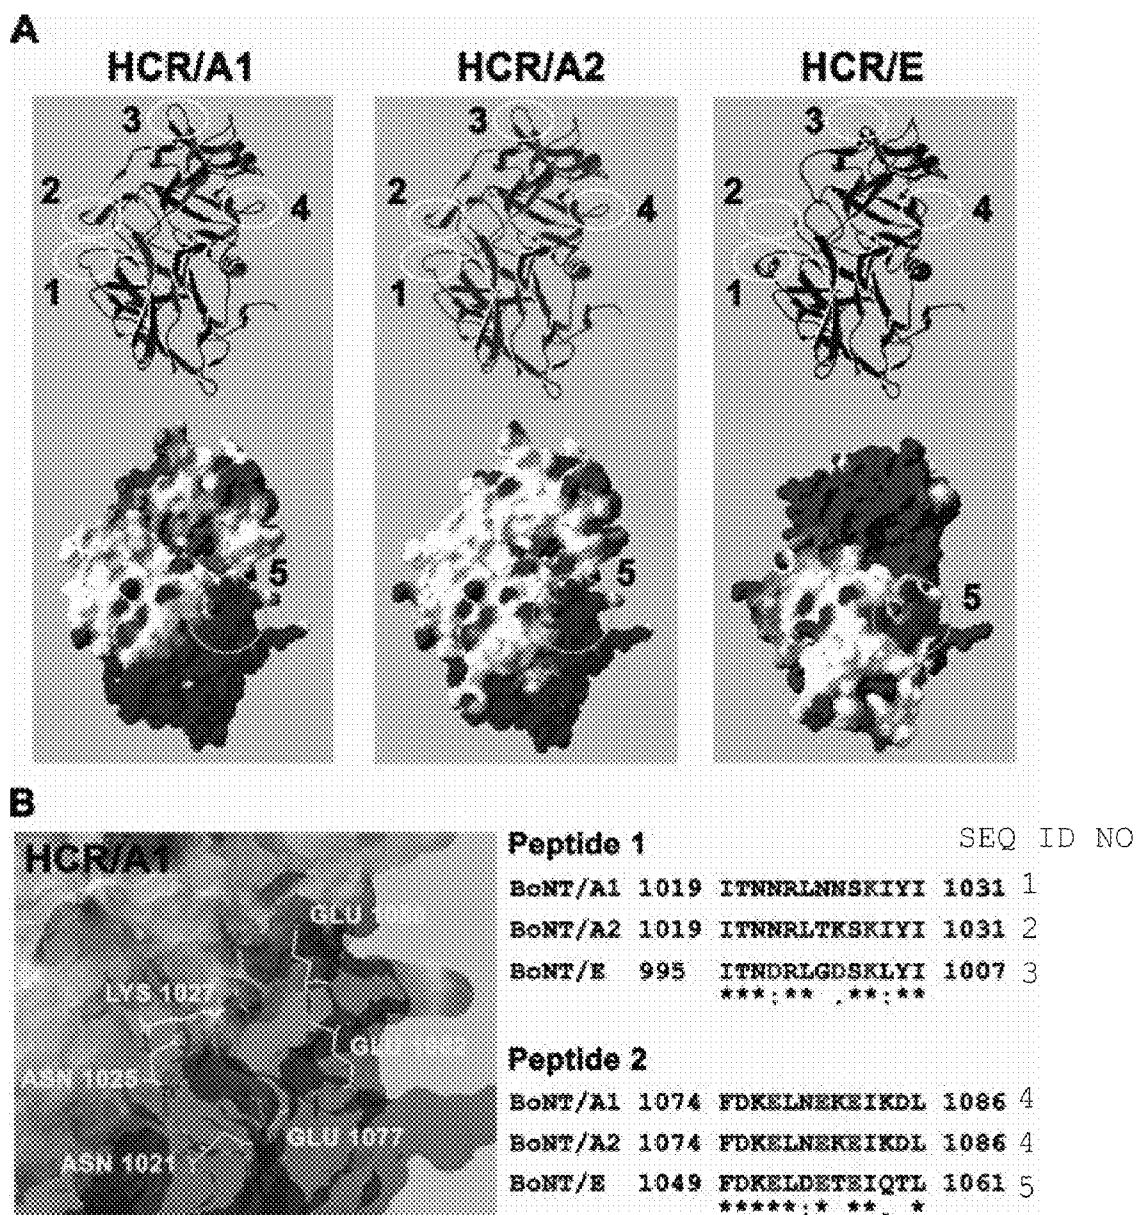 A
HCR/A1 HCR/A2 HCR/E
3 3 3
2 2 2
4 4 4
1 1 1
5 5 5
B
HCR/A1
GLU
LYS
ASN
GLU 1077
ASN 1021
Peptide 1 SEQ ID NO
BoNT/A1 1019 ITNNRLNNSKIYI 1031 1
BoNT/A2 1019 ITNNRLTKSKIYI 1031 2
BoNT/E 995 ITNDRLGDSKLYI 1007 3
***:** .**:**
Peptide 2
BoNT/A1 1074 FDKELNEKEIKDL 1086 4
BoNT/A2 1074 FDKELNEKEIKDL 1086 4
BoNT/E 1049 FDKELDETEIQTL 1061 5
*****:* **. *